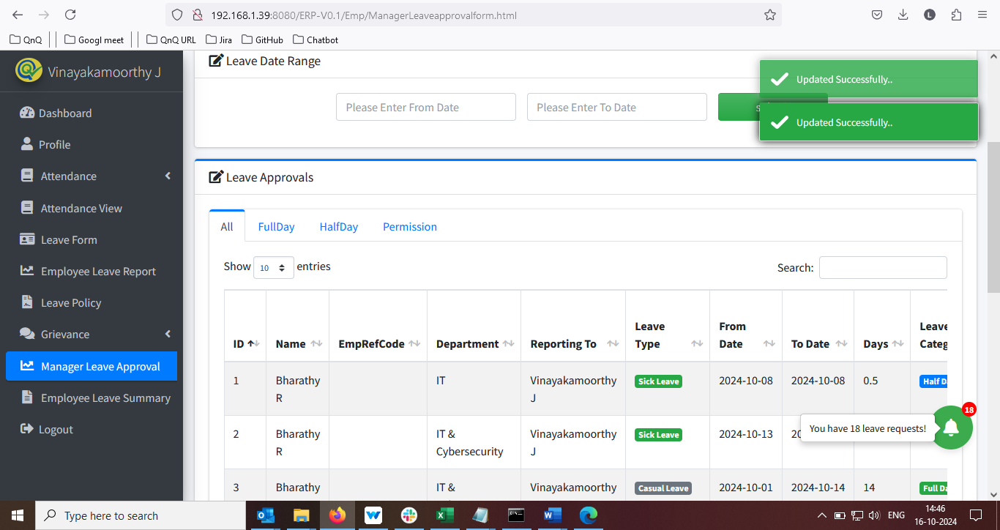 192.168.1.39:8080/ERP-V0.1/Emp/ManagerLeaveapprovalform.html
L
QnQ
Googl meet
QnQ URL
Jira
GitHub
Chatbot
Vinayakamoorthy J
Dashboard
Profile
Attendance
Attendance View
Leave Form
Employee Leave Report
Leave Policy
Grievance
Manager Leave Approval
Employee Leave Summary
Logout
Leave Date Range
Please Enter From Date
Please Enter To Date
Updated Successfully..
Updated Successfully..
Leave Approvals
All FullDay HalfDay Permission
Show 10 entries
Search:
ID Name EmpRefCode Department Reporting To Leave Type From Date To Date Days Leave
1 Bharathy R IT Vinayakamoorthy J Sick Leave 2024-10-08 2024-10-08 0.5 Half
2 Bharathy R IT & Cybersecurity Vinayakamoorthy J Sick Leave 2024-10-13
3 Bharathy IT & Vinayakamoorthy Casual Leave 2024-10-01 2024-10-14 14 Full
18
You have 18 leave requests!
Type here to search
ENG
14:46
16-10-2024